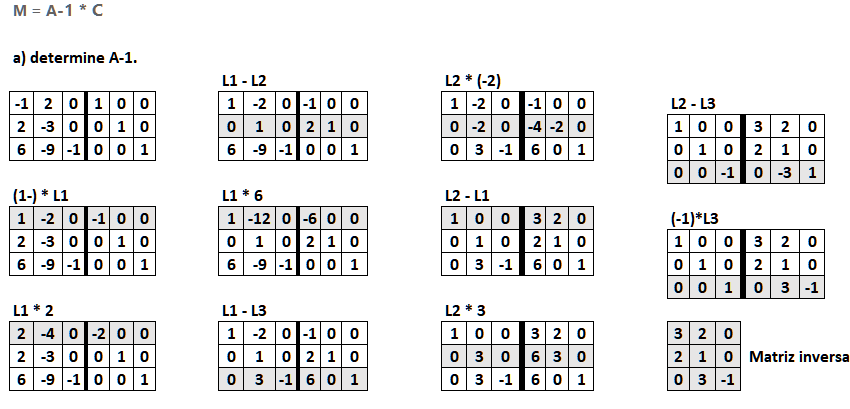 M = A-1 * C
a) determine A-1.
-1 2 0 1 0 0
2 -3 0 0 1 0
6 -9 -1 0 0 1
(1-) * L1
1 -2 0 -1 0 0
2 -3 0 0 1 0
6 -9 -1 0 0 1
L1 * 2
2 -4 0 -2 0 0
2 -3 0 0 1 0
6 -9 -1 0 0 1
L1 - L2
1 -2 0 -1 0 0
0 1 0 2 1 0
6 -9 -1 0 0 1
L1 * 6
1 -12 0 -6 0 0
0 1 0 2 1 0
6 -9 -1 0 0 1
L1 - L3
1 -2 0 -1 0 0
0 1 0 2 1 0
0 3 -1 6 0 1
L2 * (-2)
1 -2 0 -1 0 0
0 -2 0 -4 -2 0
0 3 -1 6 0 1
L2 - L1
1 0 0 3 2 0
0 1 0 2 1 0
0 3 -1 6 0 1
L2 * 3
1 0 0 3 2 0
0 3 0 6 3 0
0 3 -1 6 0 1
L2 - L3
1 0 0 3 2 0
0 1 0 2 1 0
0 0 -1 0 -3 1
(-1)*L3
1 0 0 3 2 0
0 1 0 2 1 0
0 0 1 0 3 -1
3 2 0
2 1 0 Matriz inversa
0 3 -1